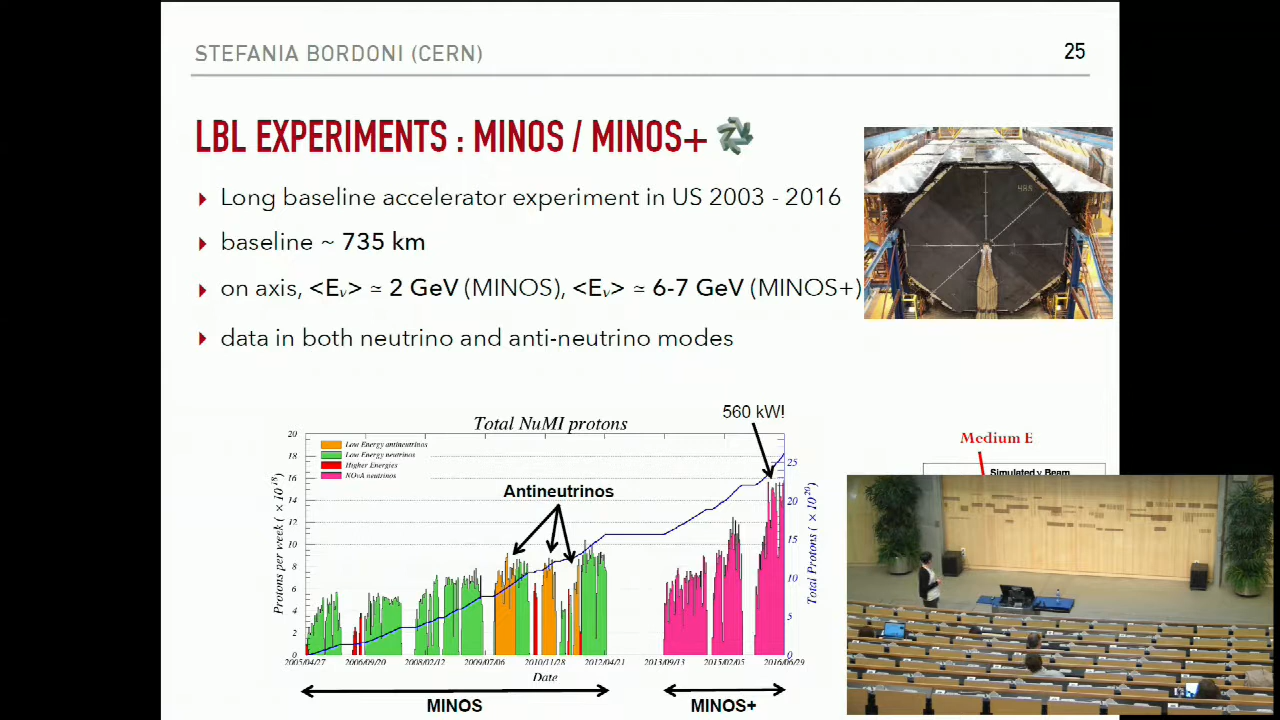 STEFANIA BORDONI (CERN)
25
LBL EXPERIMENTS : MINOS / MINOS+
Long baseline accelerator experiment in US 2003 - 2016
baseline ~ 735 km
on axis, <Eν> ≃ 2 GeV (MINOS), <Eν> ≃ 6-7 GeV (MINOS+)
data in both neutrino and anti-neutrino modes
486
560 kW!
Total NuMI protons
Low Energy antineutrinos
Low Energy neutrinos
Higher Energies
NOvA neutrinos
Antineutrinos
Protons per week ( × 10¹⁸)
20
18
16
14
12
10
8
6
4
2
0
Total Protons ( × 10²⁰)
25
20
15
10
5
0
2005/04/27 2006/09/20 2008/02/12 2009/07/06 2010/11/28 2012/04/21 2013/09/13 2015/02/05 2016/06/29
Date
MINOS
MINOS+
Medium E
Simulated ν Beam